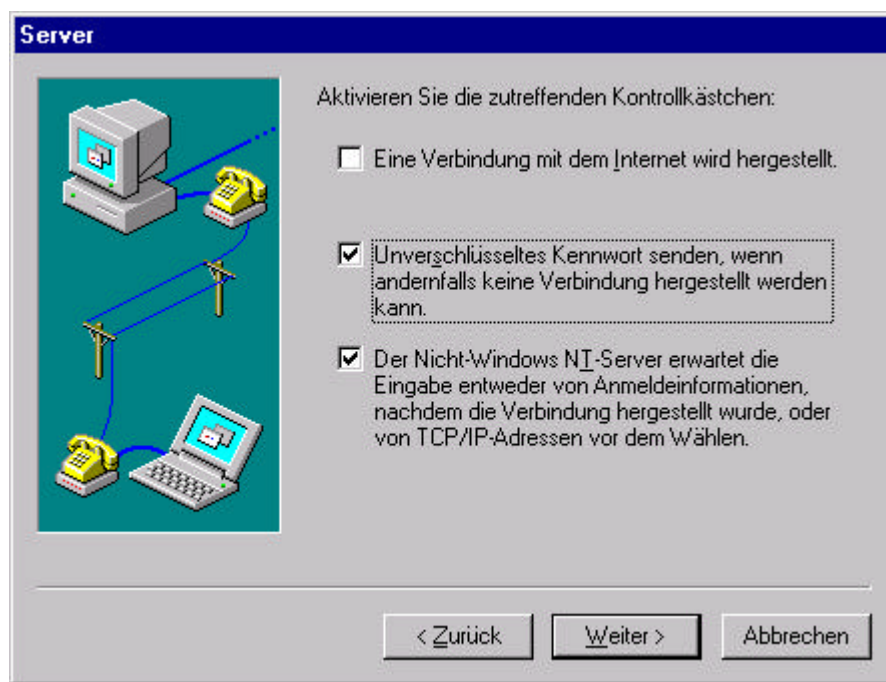 Server
Aktivieren Sie die zutreffenden Kontrollkästchen:
Eine Verbindung mit dem Internet wird hergestellt.
Unverschlüsseltes Kennwort senden, wenn
andernfalls keine Verbindung hergestellt werden
kann.
Der Nicht-Windows NT-Server erwartet die
Eingabe entweder von Anmeldeinformationen,
nachdem die Verbindung hergestellt wurde, oder
von TCP/IP-Adressen vor dem Wählen.
< Zurück Weiter > Abbrechen